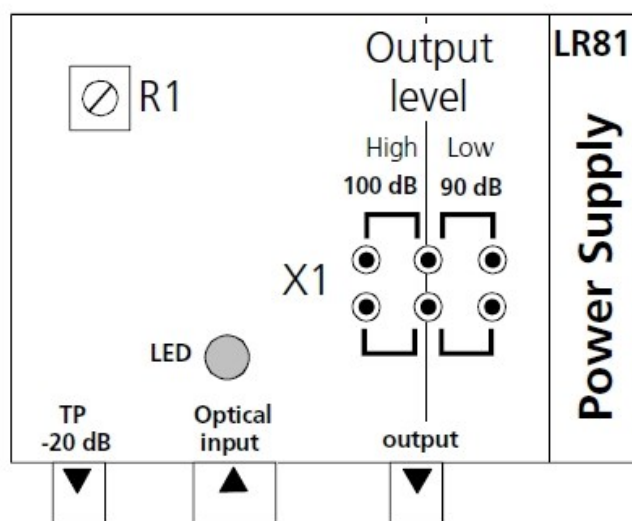 Output
level
LR81
R1
High Low
100 dB 90 dB
X1
Power Supply
LED
TP
-20 dB
Optical
input
output